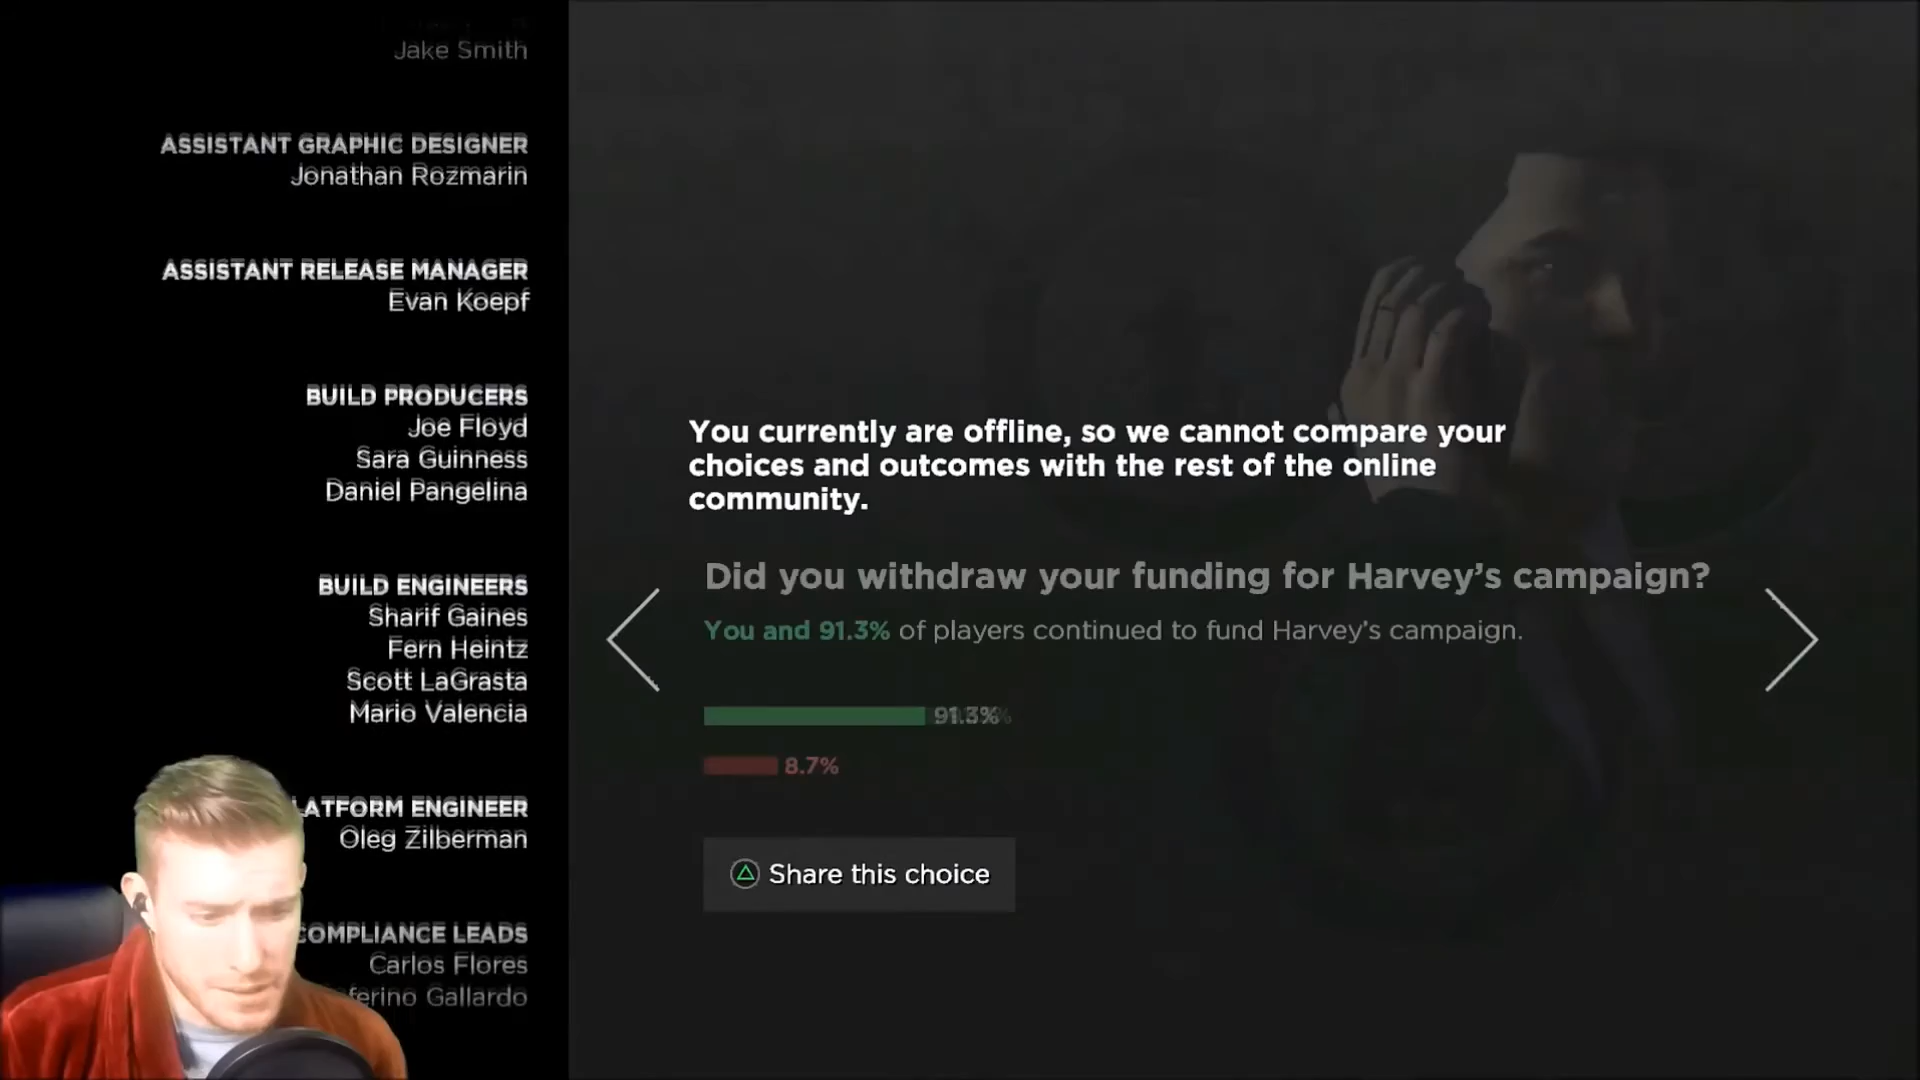 Jake Smith
ASSISTANT GRAPHIC DESIGNER
Jonathan Rozmarin
ASSISTANT RELEASE MANAGER
Evan Koepf
BUILD PRODUCERS
Joe Floyd
Sara Guinness
Daniel Pangelina
BUILD ENGINEERS
Sharif Gaines
Fern Heintz
Scott LaGrasta
Mario Valencia
LATFORM ENGINEER
Oleg Zilberman
COMPLIANCE LEADS
Carlos Flores
eferino Gallardo
You currently are offline, so we cannot compare your
choices and outcomes with the rest of the online
community.
Did you withdraw your funding for Harvey's campaign?
You and 91.3% of players continued to fund Harvey's campaign.
91.3%
8.7%
Share this choice